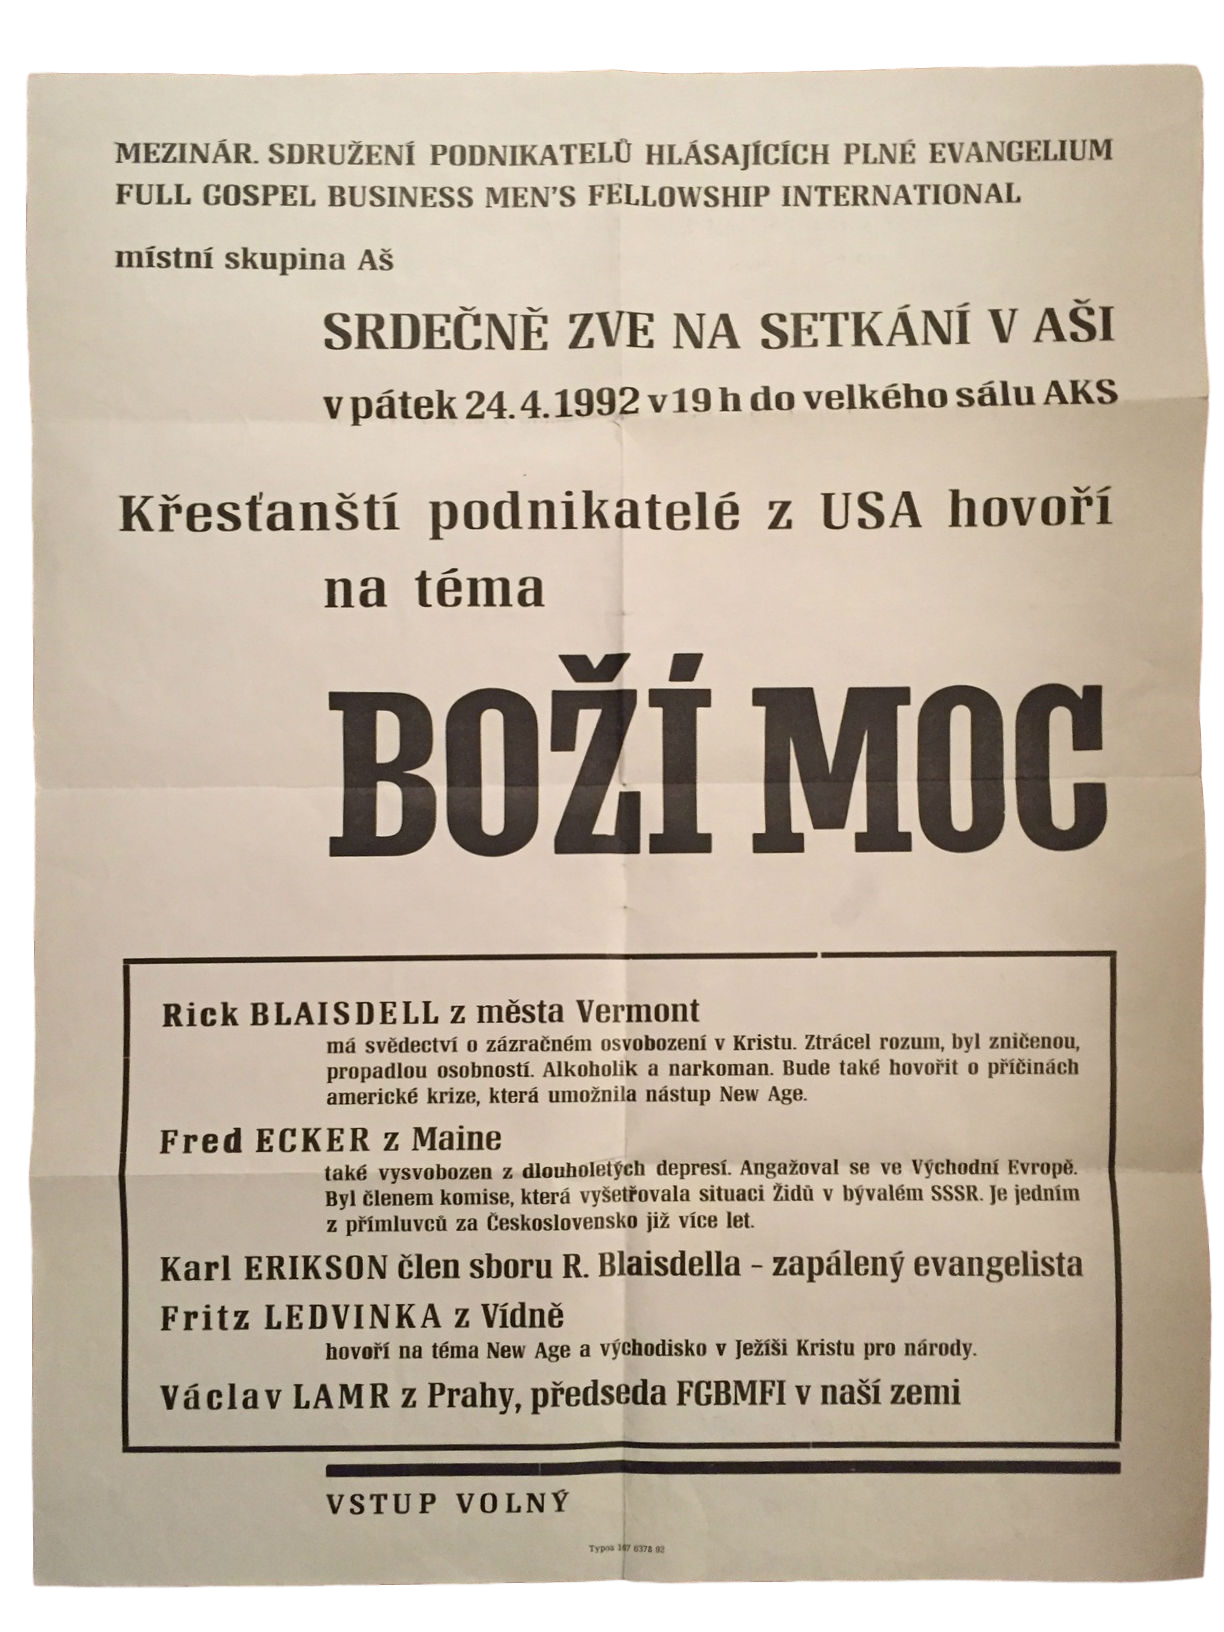 MEZINÁR. SDRUŽENÍ PODNIKATELŮ HLÁSAJÍCÍCH PLNÉ EVANGELIUM
FULL GOSPEL BUSINESS MEN'S FELLOWSHIP INTERNATIONAL
místní skupina Aš
SRDEČNĚ ZVE NA SETKÁNÍ V AŠI
v pátek 24. 4. 1992 v 19 h do velkého sálu AKS
Křesťanští podnikatelé z USA hovoří
na téma
BOŽÍ MOC
Rick BLAISDELL z města Vermont
má svědectví o zázračném osvobození v Kristu. Ztrácel rozum, byl zničenou,
propadlou osobností. Alkoholik a narkoman. Bude také hovořit o příčinách
americké krize, která umožnila nástup New Age.
Fred ECKER z Maine
také vysvobozen z dlouholetých depresí. Angažoval se ve Východní Evropě.
Byl členem komise, která vyšetřovala situaci Židů v bývalém SSSR. Je jedním
z přímluvců za Československo již více let.
Karl ERIKSON člen sboru R. Blaisdella - zapálený evangelista
Fritz LEDVINKA z Vídně
hovoří na téma New Age a východisko v Ježíši Kristu pro národy.
Václav LAMR z Prahy, předseda FGBMFI v naší zemi
VSTUP VOLNÝ
Typos 167 6378 92